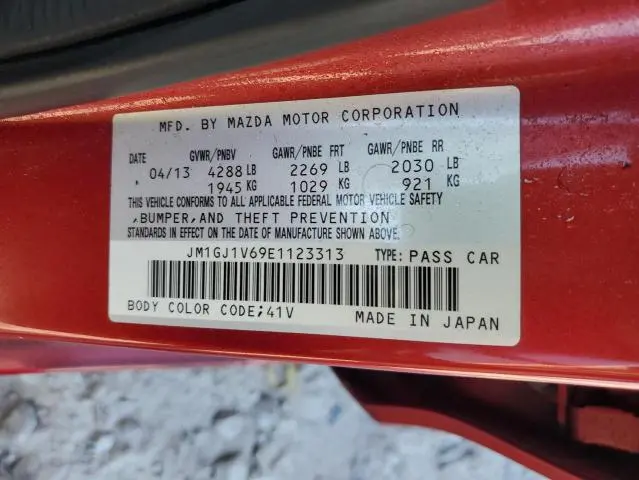 MFD. BY MAZDA MOTOR CORPORATION
DATE GVWR/PNBV GAWR/PNBE FRT GAWR/PNBE RR
04/13 4288 LB 2269 LB 2030 LB
1945 KG 1029 KG 921 KG
THIS VEHICLE CONFORMS TO ALL APPLICABLE FEDERAL MOTOR VEHICLE SAFETY
,BUMPER,AND THEFT PREVENTION
STANDARDS IN EFFECT ON THE DATE OF MANUFACTURE SHOWN ABOVE.
JM1GJ1V69E1123313 TYPE: PASS CAR
BODY COLOR CODE;41V MADE IN JAPAN